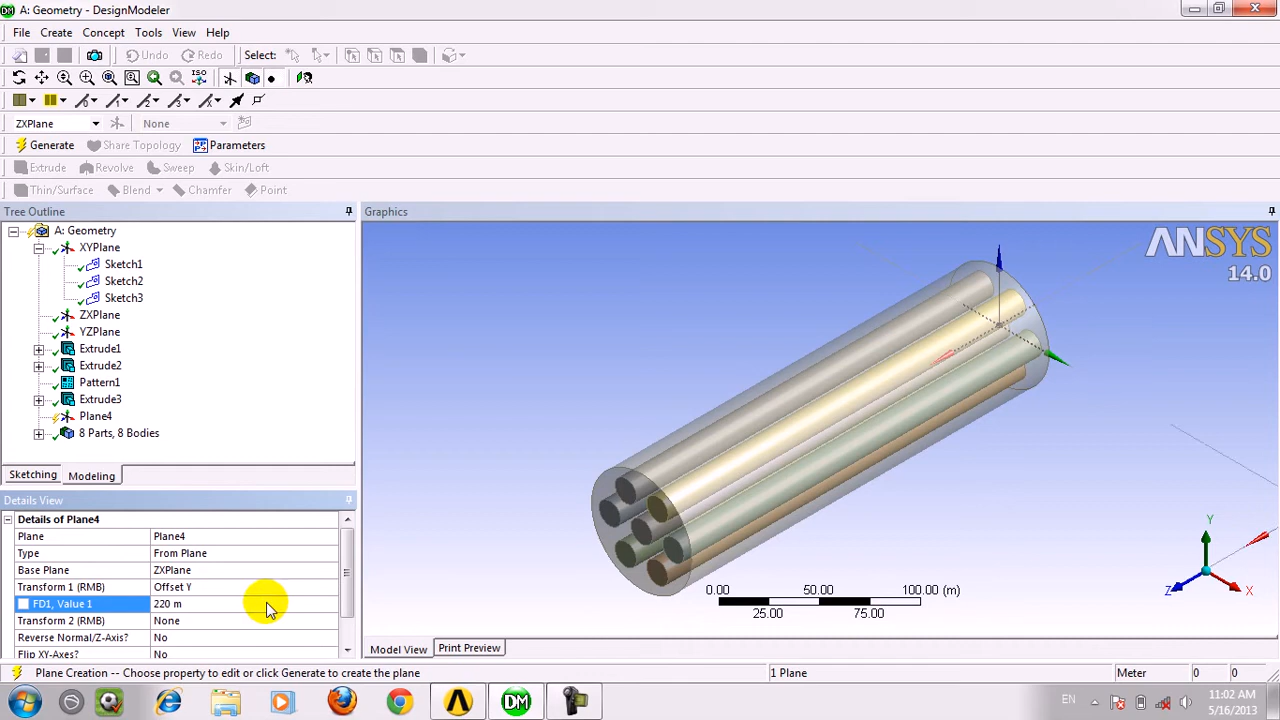 A: Geometry - DesignModeler
File Create Concept Tools View Help
Undo Redo Select:
ISO
ZXPlane None
Generate Share Topology Parameters
Extrude Revolve Sweep Skin/Loft
Thin/Surface Blend Chamfer Point
Tree Outline
A: Geometry
XYPlane
Sketch1
Sketch2
Sketch3
ZXPlane
YZPlane
Extrude1
Extrude2
Pattern1
Extrude3
Plane4
8 Parts, 8 Bodies
Sketching Modeling
Details View
Details of Plane4
Plane Plane4
Type From Plane
Base Plane ZXPlane
Transform 1 (RMB) Offset Y
FD1, Value 1 220 m
Transform 2 (RMB) None
Reverse Normal/Z-Axis? No
Flip XY-Axes? No
Graphics
ANSYS
14.0
0.00 50.00 100.00 (m)
25.00 75.00
Y
X
Z
Model View Print Preview
Plane Creation -- Choose property to edit or click Generate to create the plane 1 Plane Meter 0 0
DM EN 11:02 AM
5/16/2013